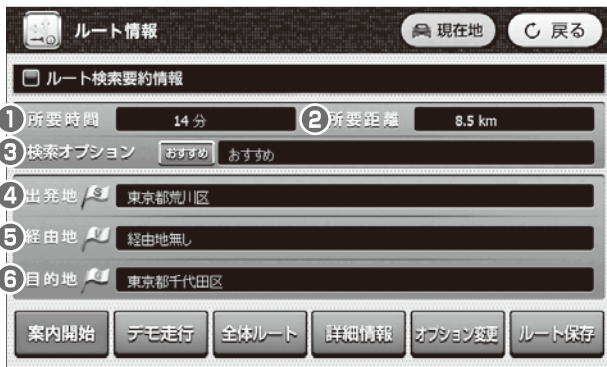 ルート情報 現在地 戻る
ルート検索要約情報
1 所要時間 14 分 2 所要距離 8.5 km
3 検索オプション おすすめ おすすめ
4 出発地 S 東京都荒川区
5 経由地 経由地無し
6 目的地 G 東京都千代田区
案内開始 デモ走行 全体ルート 詳細情報 オプション変更 ルート保存